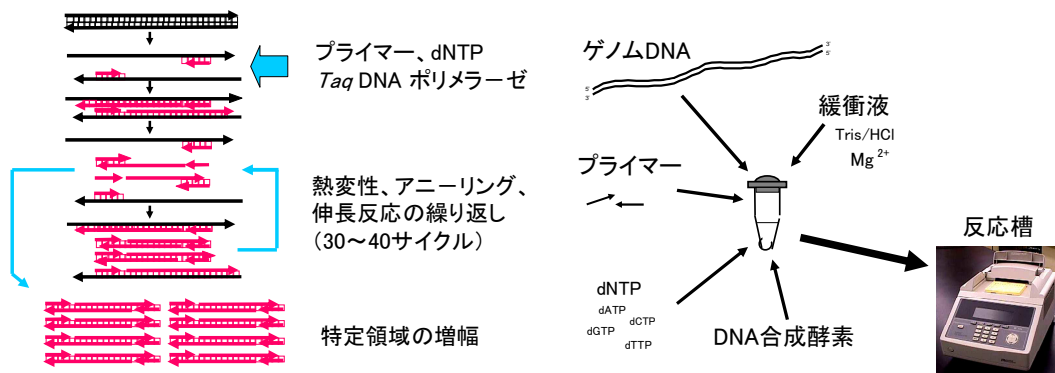 プライマー、dNTP
Taq DNA ポリメラーゼ
熱変性、アニーリング、
伸長反応の繰り返し
（30～40サイクル）
特定領域の増幅
ゲノムDNA
3'
5'
5'
3'
緩衝液
Tris/HCl
Mg 2+
プライマー
反応槽
dNTP
dATP
dCTP
dGTP
dTTP
DNA合成酵素